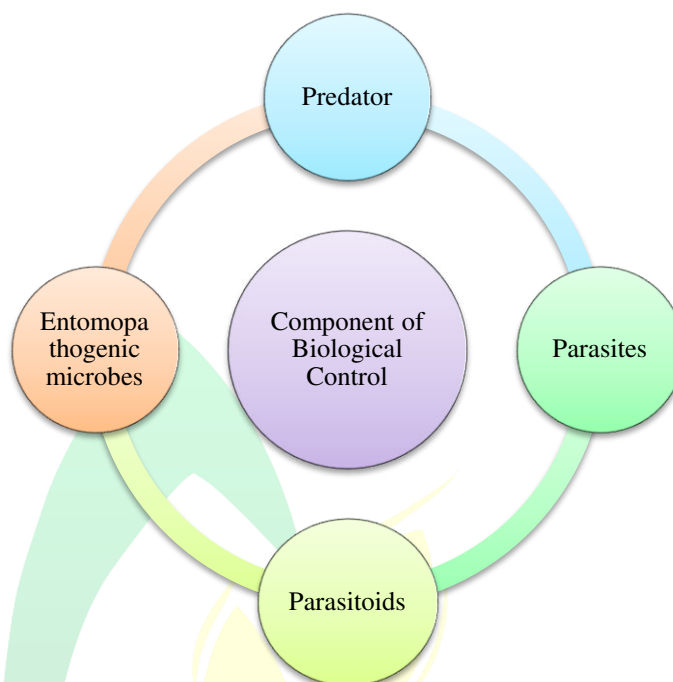 Predator
Entomopa
thogenic
microbes
Component of
Biological
Control
Parasites
Parasitoids